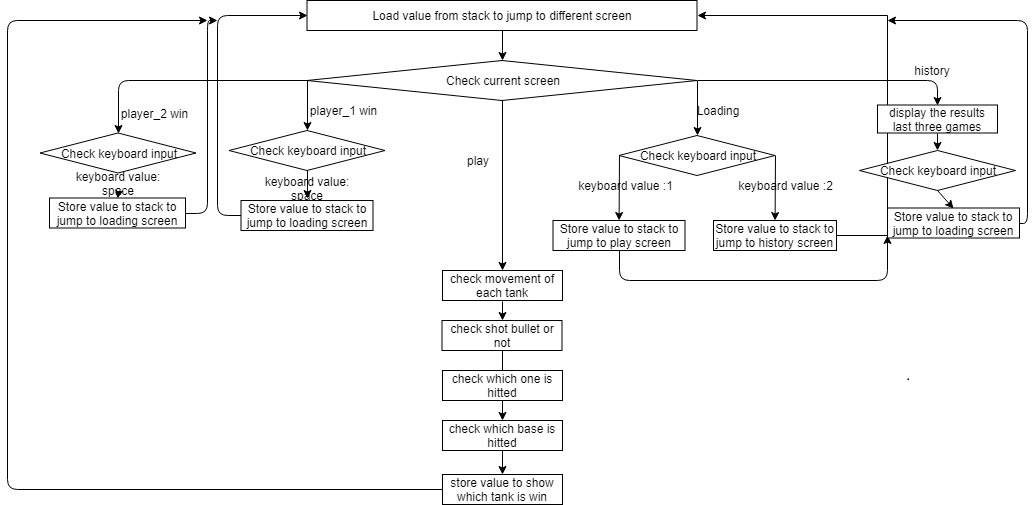 Load value from stack to jump to different screen
Check current screen
history
player_2 win
player_1 win
Loading
display the results
last three games
play
Check keyboard input
Check keyboard input
Check keyboard input
Check keyboard input
keyboard value:
space
keyboard value:
space
keyboard value :1
keyboard value :2
Store value to stack to
jump to loading screen
Store value to stack to
jump to loading screen
Store value to stack to
jump to play screen
Store value to stack to
jump to history screen
Store value to stack to
jump to loading screen
check movement of
each tank
check shot bullet or
not
check which one is
hitted
check which base is
hitted
store value to show
which tank is win
.